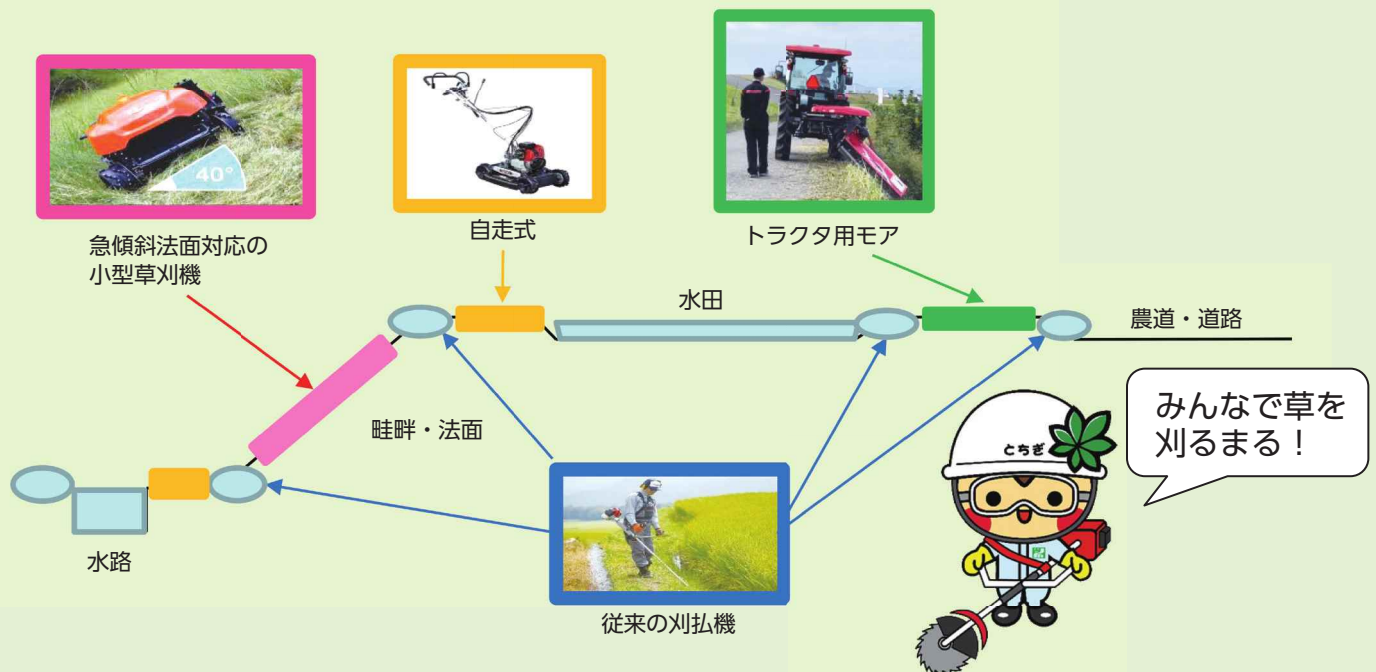 40°
急傾斜法面対応の
小型草刈機
自走式
トラクタ用モア
水田
農道・道路
畦畔・法面
水路
従来の刈払機
とちぎ
みんなで草を
刈るまる！